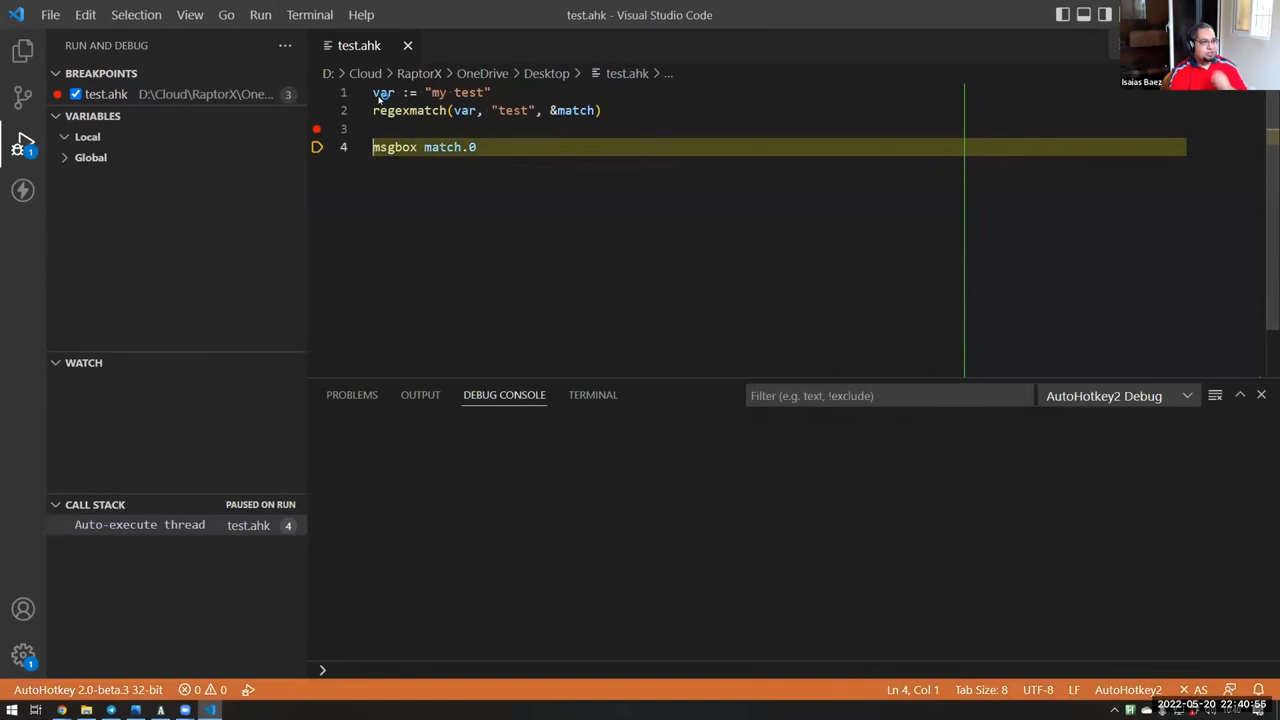 File Edit Selection View Go Run Terminal Help
test.ahk - Visual Studio Code
Isaias Baez
RUN AND DEBUG
test.ahk
BREAKPOINTS
test.ahk D:\Cloud\RaptorX\One... 3
VARIABLES
Local
Global
WATCH
CALL STACK PAUSED ON RUN
Auto-execute thread test.ahk 4
1
1
D: > Cloud > RaptorX > OneDrive > Desktop > test.ahk > ...
1 var := "my test"
2 regexmatch(var, "test", &match)
3
4 msgbox match.0
PROBLEMS OUTPUT DEBUG CONSOLE TERMINAL
Filter (e.g. text, !exclude)
AutoHotkey2 Debug
AutoHotkey 2.0-beta.3 32-bit 0 0
Ln 4, Col 1 Tab Size: 8 UTF-8 LF AutoHotkey2 AS
2022-05-20 22:40:55